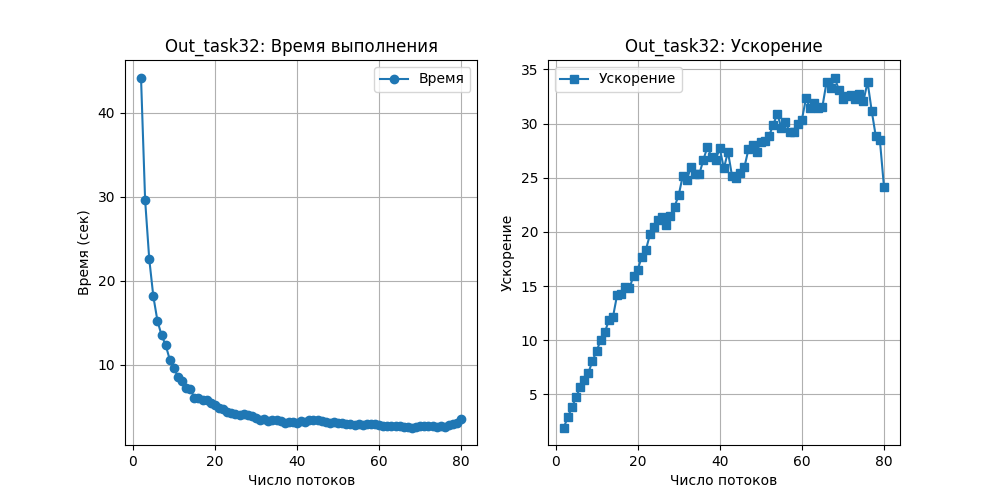 Out_task32: Время выполнения
Время
40
30
20
10
Время (сек)
0
20
40
60
80
Число потоков
Out_task32: Ускорение
Ускорение
35
30
25
20
15
10
5
Ускорение
0
20
40
60
80
Число потоков